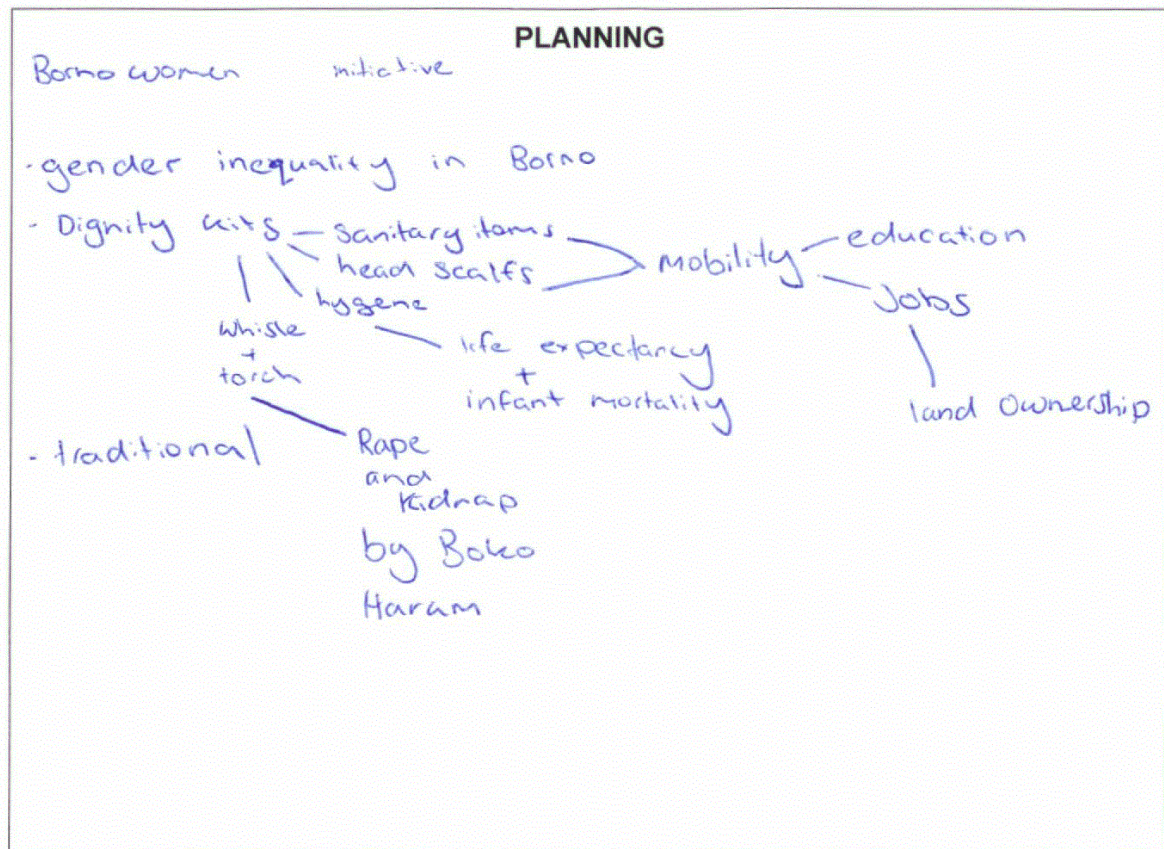 PLANNING
Borno women initiative
- gender inequality in Borno
- Dignity kits - sanitary items
head scalfs
hygene
mobility
education
Jobs
land ownership
whisle
+
torch
life expectancy
+
infant mortality
- traditional
Rape
and
Kidnap
by Boko
Haram